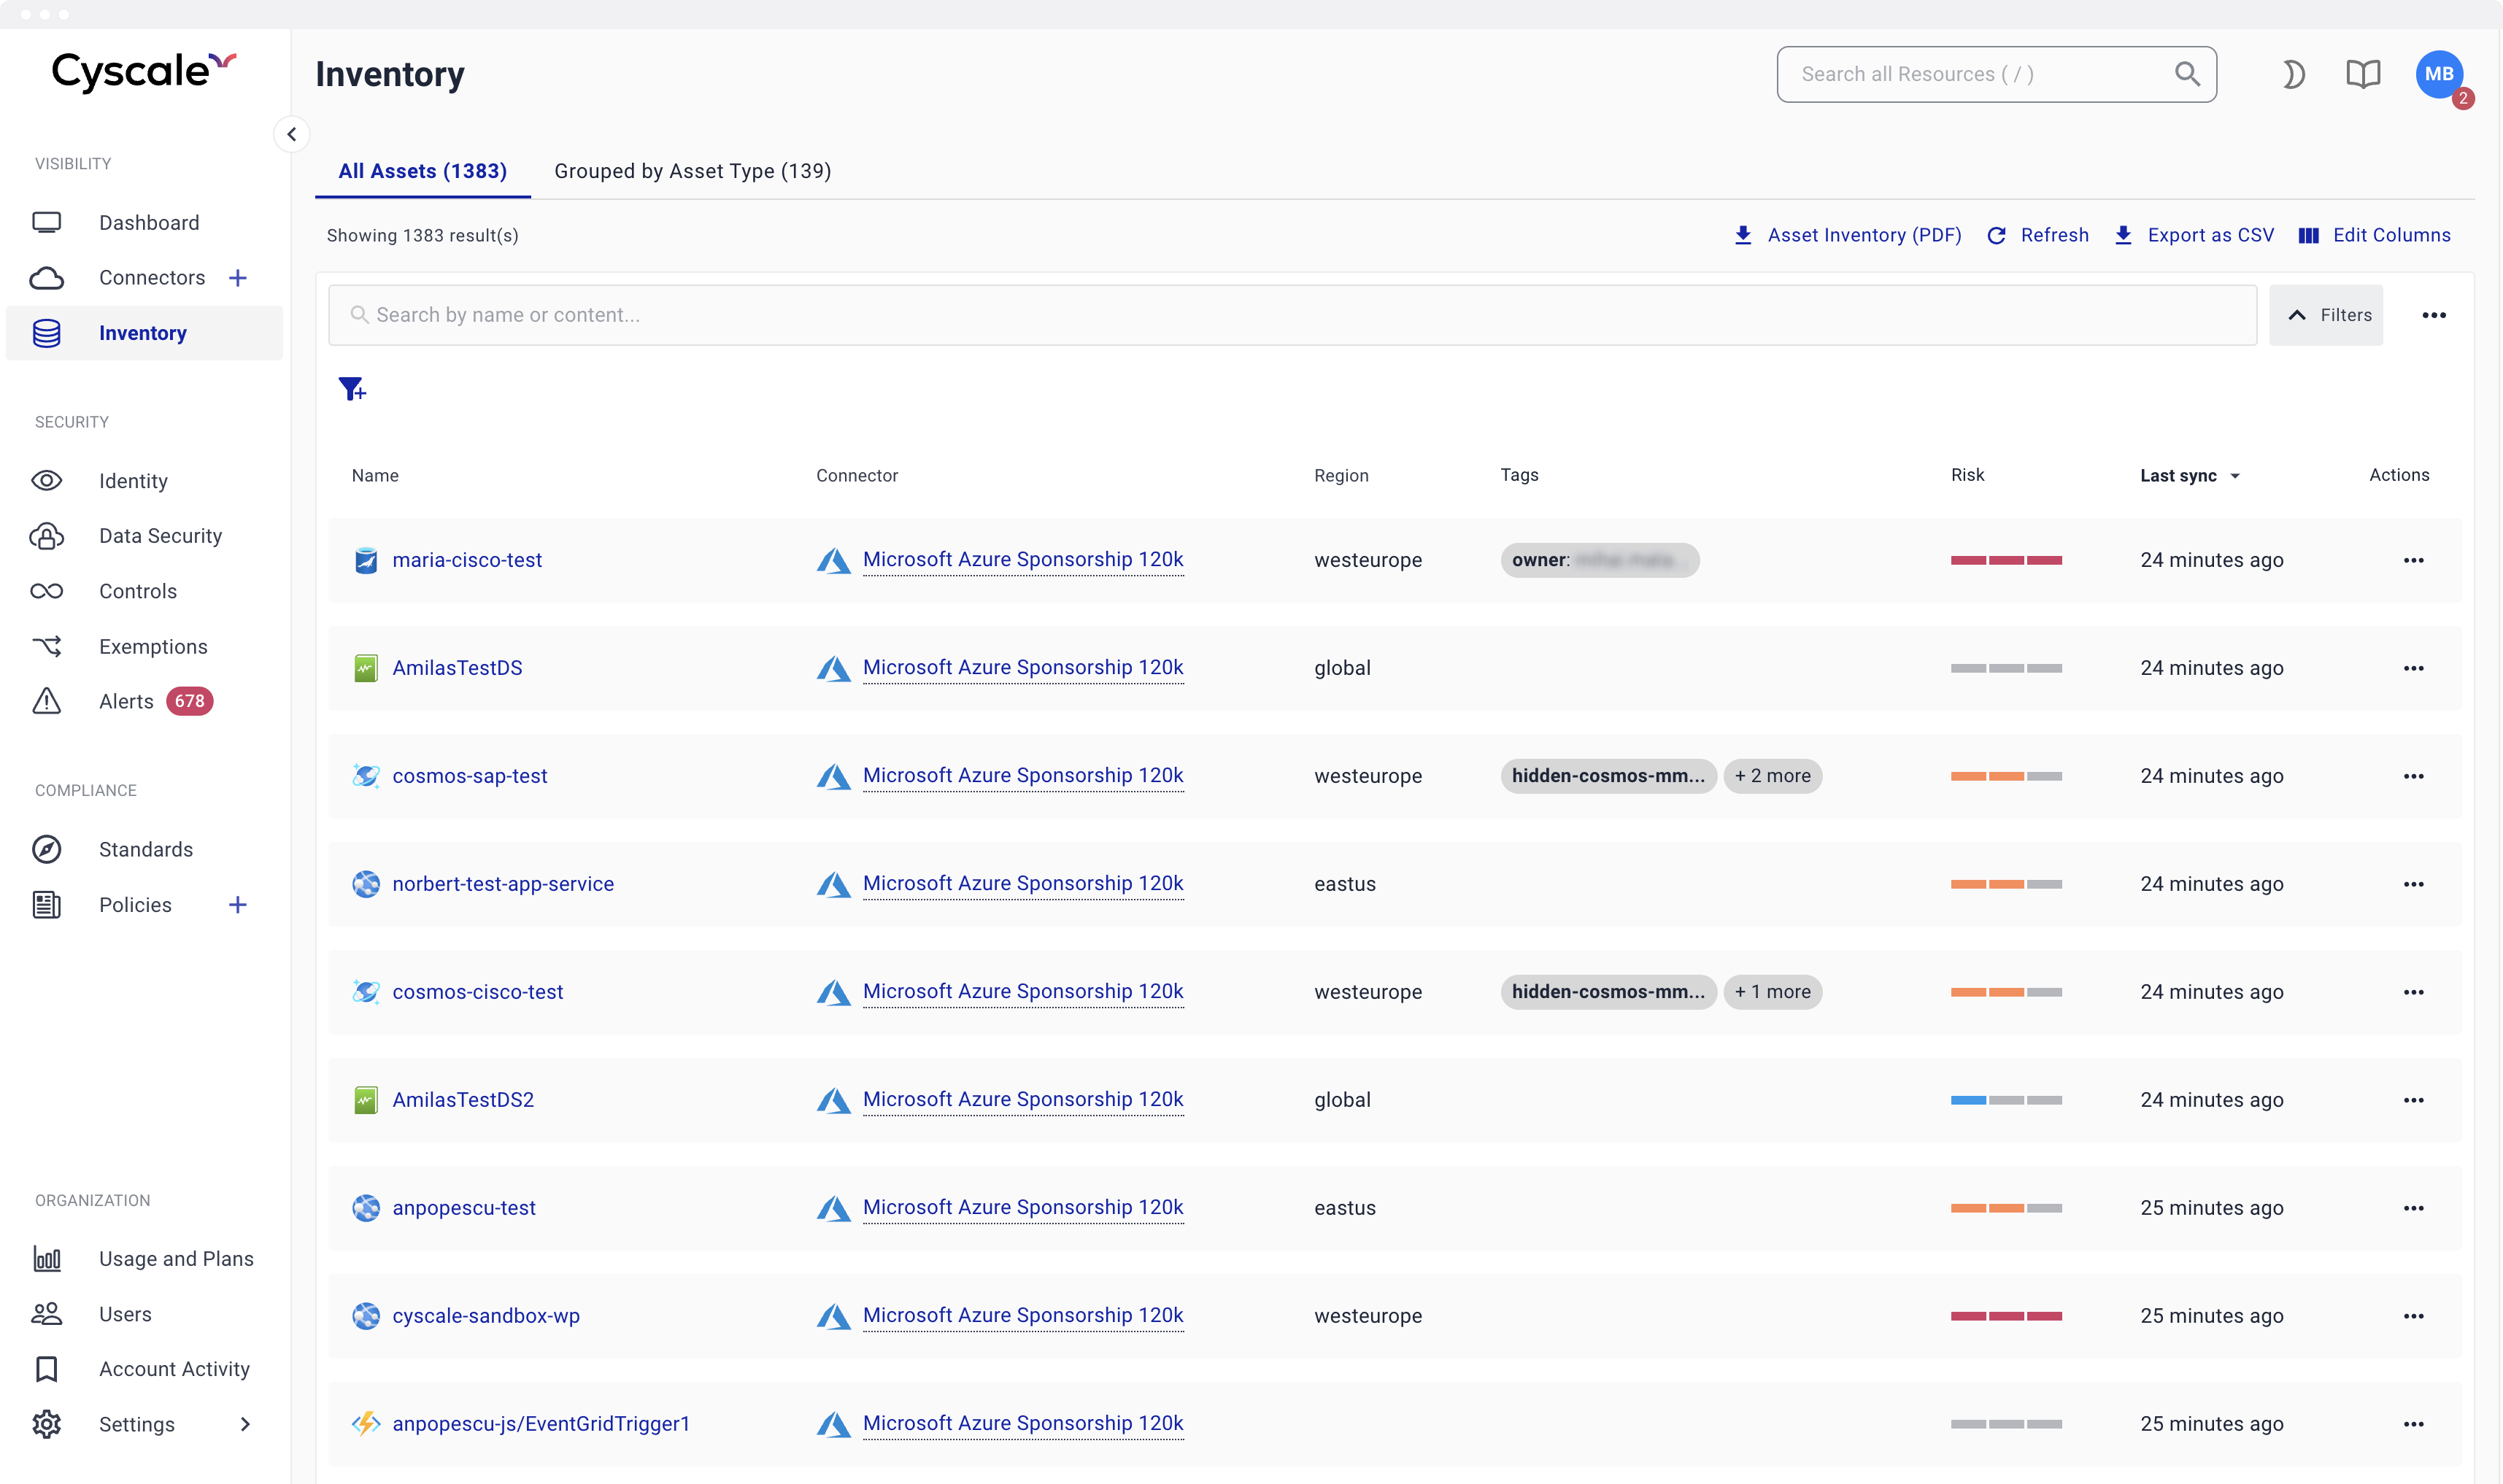 Cyscale
Inventory
Search all Resources ( / )
MB
2
VISIBILITY
Dashboard
Connectors +
Inventory
SECURITY
Identity
Data Security
Controls
Exemptions
Alerts 678
COMPLIANCE
Standards
Policies +
ORGANIZATION
Usage and Plans
Users
Account Activity
Settings
All Assets (1383) Grouped by Asset Type (139)
Showing 1383 result(s) Asset Inventory (PDF) Refresh Export as CSV Edit Columns
Search by name or content... Filters
Name Connector Region Tags Risk Last sync Actions
maria-cisco-test Microsoft Azure Sponsorship 120k westeurope owner: 24 minutes ago
AmilasTestDS Microsoft Azure Sponsorship 120k global 24 minutes ago
cosmos-sap-test Microsoft Azure Sponsorship 120k westeurope hidden-cosmos-mm... + 2 more 24 minutes ago
norbert-test-app-service Microsoft Azure Sponsorship 120k eastus 24 minutes ago
cosmos-cisco-test Microsoft Azure Sponsorship 120k westeurope hidden-cosmos-mm... + 1 more 24 minutes ago
AmilasTestDS2 Microsoft Azure Sponsorship 120k global 24 minutes ago
anpopescu-test Microsoft Azure Sponsorship 120k eastus 25 minutes ago
cyscale-sandbox-wp Microsoft Azure Sponsorship 120k westeurope 25 minutes ago
anpopescu-js/EventGridTrigger1 Microsoft Azure Sponsorship 120k 25 minutes ago